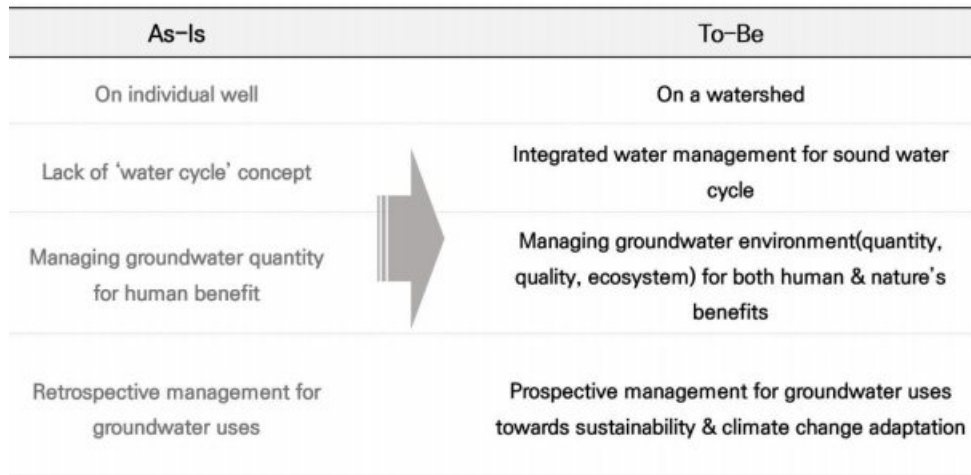 As-Is To-Be
On individual well On a watershed
Lack of ‘water cycle’ concept
Integrated water management for sound water
cycle
Managing groundwater quantity
for human benefit
Managing groundwater environment(quantity,
quality, ecosystem) for both human & nature’s
benefits
Retrospective management for
groundwater uses
Prospective management for groundwater uses
towards sustainability & climate change adaptation